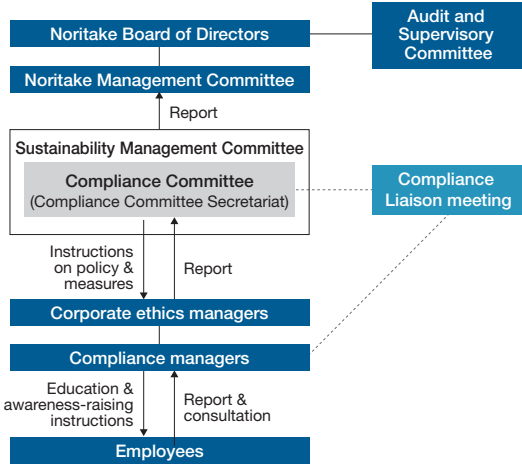 Noritake Board of Directors
Audit and
Supervisory
Committee
Noritake Management Committee
Report
Sustainability Management Committee
Compliance Committee
(Compliance Committee Secretariat)
Compliance
Liaison meeting
Instructions
on policy &
measures
Report
Corporate ethics managers
Compliance managers
Education &
awareness-raising
instructions
Report &
consultation
Employees